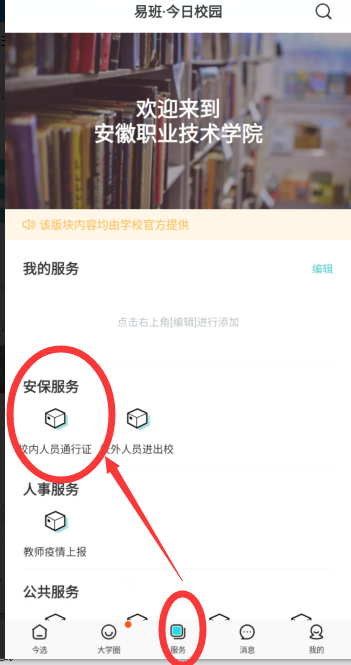 易班·今日校园
欢迎来到
安徽职业技术学院
该版块内容均由学校官方提供
我的服务 编辑
点击右上角[编辑]进行添加
安保服务
校内人员通行证 校外人员进出校
人事服务
教师疫情上报
公共服务
今选 大学圈 服务 消息 我的